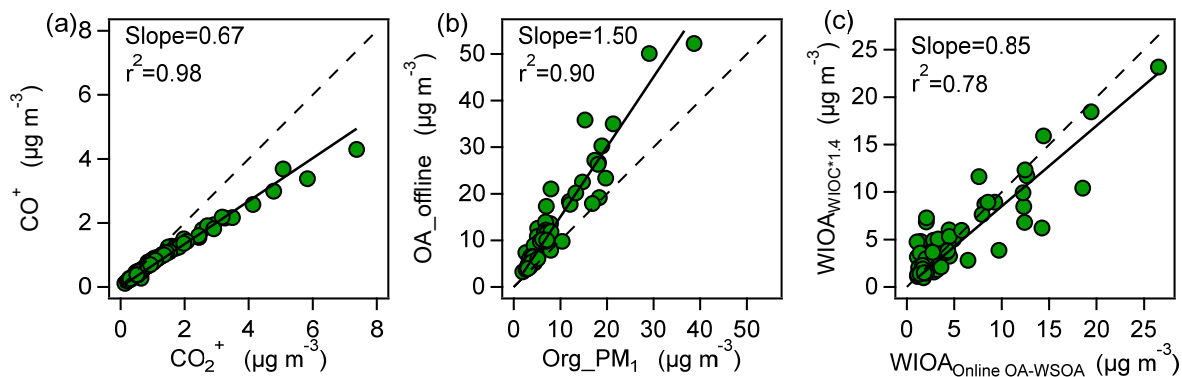 (a)
Slope=0.67
r²=0.98
8
6
4
2
0
CO⁺ (µg m⁻³)
0 2 4 6 8
CO₂⁺ (µg m⁻³)
(b)
Slope=1.50
r²=0.90
50
40
30
20
10
0
OA_offline (µg m⁻³)
0 10 20 30 40 50
Org_PM₁ (µg m⁻³)
(c)
Slope=0.85
r²=0.78
25
20
15
10
5
0
WIOA_WIOC*1.4 (µg m⁻³)
0 5 10 15 20 25
WIOA_Online OA-WSOA (µg m⁻³)